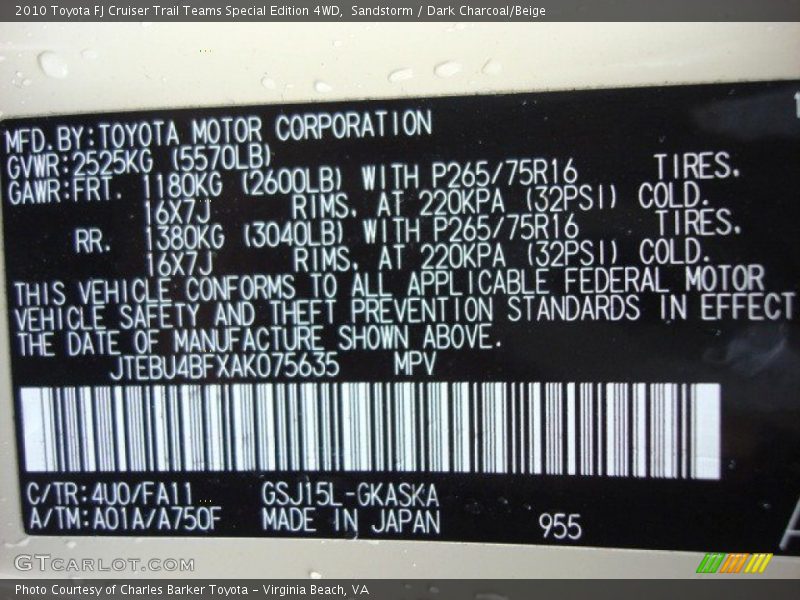 2010 Toyota FJ Cruiser Trail Teams Special Edition 4WD, Sandstorm / Dark Charcoal/Beige
MFD.BY:TOYOTA MOTOR CORPORATION
GVWR:2525KG (5570LB)
GAWR:FRT. 1180KG (2600LB) WITH P265/75R16 TIRES.
16X7J RIMS. AT 220KPA (32PSI) COLD.
RR. 1380KG (3040LB) WITH P265/75R16 TIRES.
16X7J RIMS. AT 220KPA (32PSI) COLD.
THIS VEHICLE CONFORMS TO ALL APPLICABLE FEDERAL MOTOR
VEHICLE SAFETY AND THEFT PREVENTION STANDARDS IN EFFECT
THE DATE OF MANUFACTURE SHOWN ABOVE.
JTEBU4BFXAK075635 MPV
C/TR:4U0/FA11 GSJ15L-GKASKA
A/TM:A01A/A750F MADE IN JAPAN 955
GTCARLOT.COM
Photo Courtesy of Charles Barker Toyota – Virginia Beach, VA